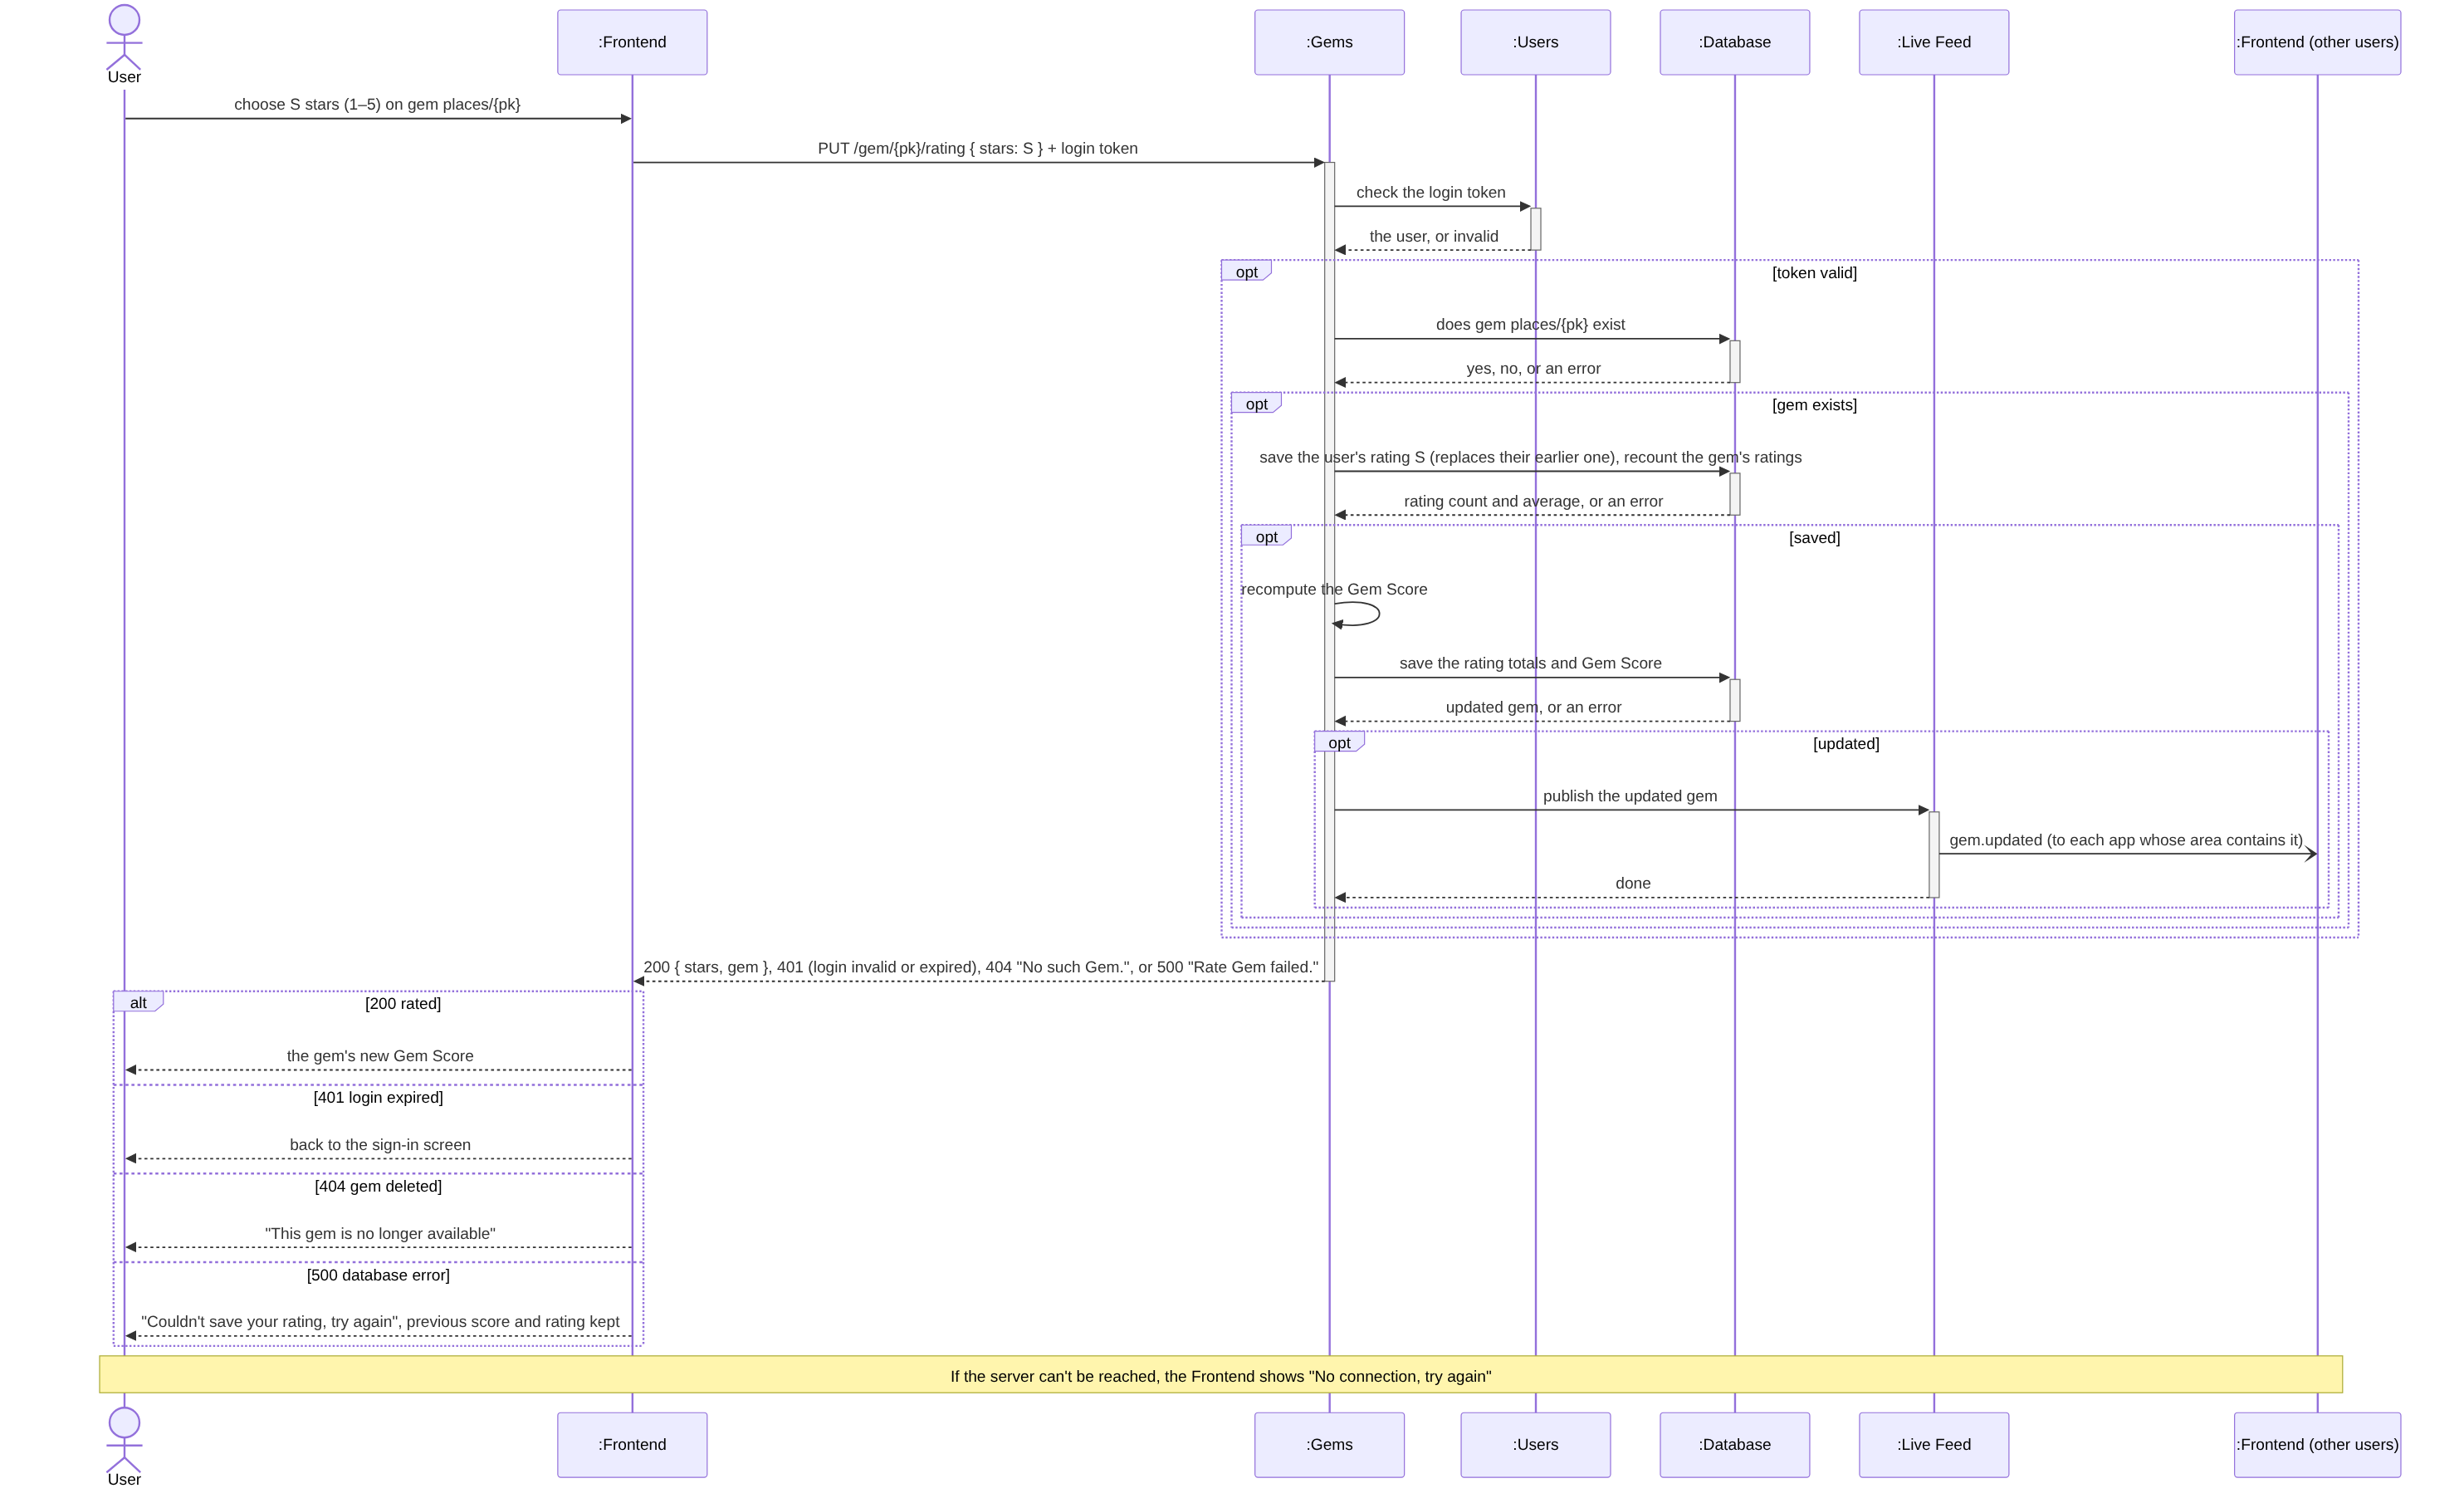 User
:Frontend
:Gems
:Users
:Database
:Live Feed
:Frontend (other users)
choose S stars (1–5) on gem places/{pk}
PUT /gem/{pk}/rating { stars: S } + login token
check the login token
the user, or invalid
opt
[token valid]
does gem places/{pk} exist
yes, no, or an error
opt
[gem exists]
save the user's rating S (replaces their earlier one), recount the gem's ratings
rating count and average, or an error
opt
[saved]
recompute the Gem Score
save the rating totals and Gem Score
updated gem, or an error
opt
[updated]
publish the updated gem
gem.updated (to each app whose area contains it)
done
200 { stars, gem }, 401 (login invalid or expired), 404 "No such Gem.", or 500 "Rate Gem failed."
alt
[200 rated]
the gem's new Gem Score
[401 login expired]
back to the sign-in screen
[404 gem deleted]
"This gem is no longer available"
[500 database error]
"Couldn't save your rating, try again", previous score and rating kept
If the server can't be reached, the Frontend shows "No connection, try again"
User
:Frontend
:Gems
:Users
:Database
:Live Feed
:Frontend (other users)